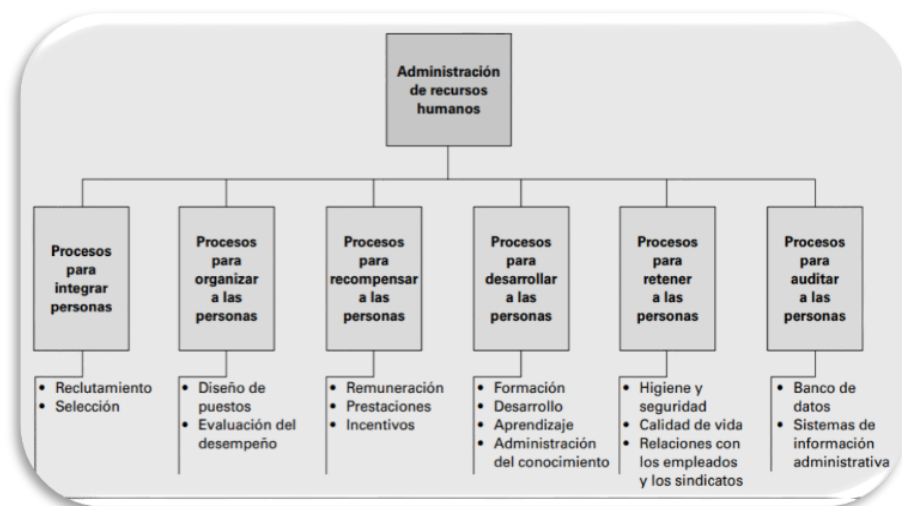 Administración
de recursos
humanos
Procesos
para
integrar
personas
Procesos
para
organizar
a las
personas
Procesos
para
recompensar
a las
personas
Procesos
para
desarrollar
a las
personas
Procesos
para
retener
a las
personas
Procesos
para
auditar
a las
personas
• Reclutamiento
• Selección
• Diseño de
puestos
• Evaluación del
desempeño
• Remuneración
• Prestaciones
• Incentivos
• Formación
• Desarrollo
• Aprendizaje
• Administración
del conocimiento
• Higiene y
seguridad
• Calidad de vida
• Relaciones con
los empleados
y los sindicatos
• Banco de
datos
• Sistemas de
información
administrativa